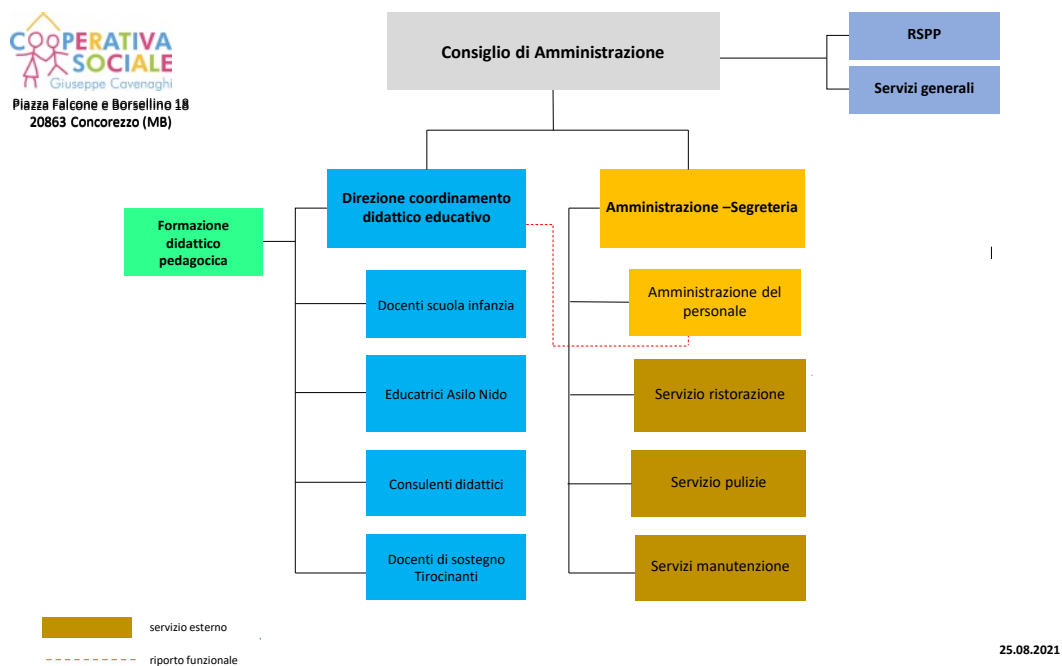 COOPERATIVA
SOCIALE
Giuseppe Cavenaghi
Piazza Falcone e Borsellino 18
20863 Concorezzo (MB)
Consiglio di Amministrazione
RSPP
Servizi generali
Direzione coordinamento
didattico educativo
Amministrazione –Segreteria
Formazione
didattico
pedagocica
Docenti scuola infanzia
Amministrazione del
personale
Educatrici Asilo Nido
Servizio ristorazione
Consulenti didattici
Servizio pulizie
Docenti di sostegno
Tirocinanti
Servizi manutenzione
servizio esterno
riporto funzionale
25.08.2021